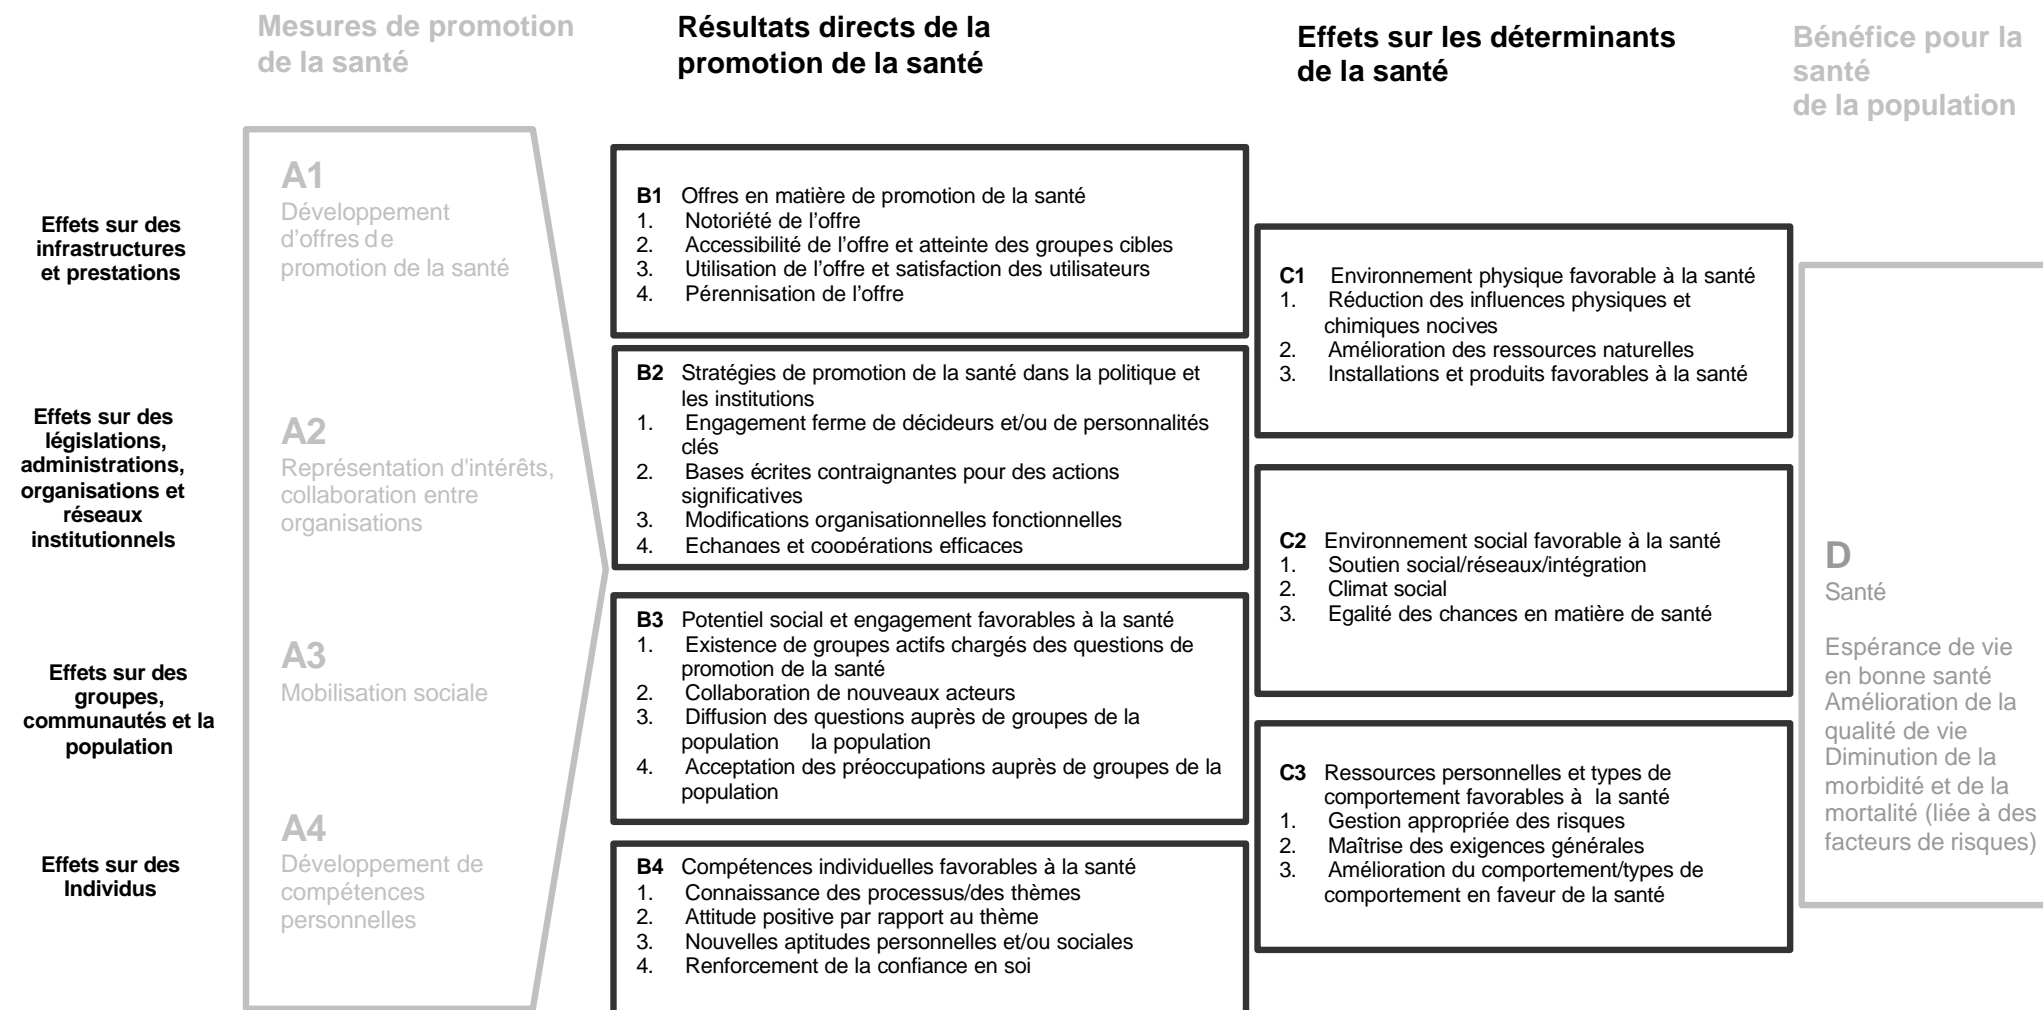 Mesures de promotion
de la santé
Résultats directs de la
promotion de la santé
Effets sur les déterminants
de la santé
Bénéfice pour la
santé
de la population
Effets sur des
infrastructures
et prestations
Effets sur des
législations,
administrations,
organisations et
réseaux
institutionnels
Effets sur des
groupes,
communautés et la
population
Effets sur des
Individus
A1
Développement
d'offres de
promotion de la santé
A2
Représentation d'intérêts,
collaboration entre
organisations
A3
Mobilisation sociale
A4
Développement de
compétences
personnelles
B1 Offres en matière de promotion de la santé
1. Notoriété de l'offre
2. Accessibilité de l'offre et atteinte des groupes cibles
3. Utilisation de l'offre et satisfaction des utilisateurs
4. Pérennisation de l'offre
B2 Stratégies de promotion de la santé dans la politique et
les institutions
1. Engagement ferme de décideurs et/ou de personnalités
clés
2. Bases écrites contraignantes pour des actions
significatives
3. Modifications organisationnelles fonctionnelles
4. Echanges et coopérations efficaces
B3 Potentiel social et engagement favorables à la santé
1. Existence de groupes actifs chargés des questions de
promotion de la santé
2. Collaboration de nouveaux acteurs
3. Diffusion des questions auprès de groupes de la
population la population
4. Acceptation des préoccupations auprès de groupes de la
population
B4 Compétences individuelles favorables à la santé
1. Connaissance des processus/des thèmes
2. Attitude positive par rapport au thème
3. Nouvelles aptitudes personnelles et/ou sociales
4. Renforcement de la confiance en soi
C1 Environnement physique favorable à la santé
1. Réduction des influences physiques et
chimiques nocives
2. Amélioration des ressources naturelles
3. Installations et produits favorables à la santé
C2 Environnement social favorable à la santé
1. Soutien social/réseaux/intégration
2. Climat social
3. Egalité des chances en matière de santé
C3 Ressources personnelles et types de
comportement favorables à la santé
1. Gestion appropriée des risques
2. Maîtrise des exigences générales
3. Amélioration du comportement/types de
comportement en faveur de la santé
D
Santé
Espérance de vie
en bonne santé
Amélioration de la
qualité de vie
Diminution de la
morbidité et de la
mortalité (liée à des
facteurs de risques)